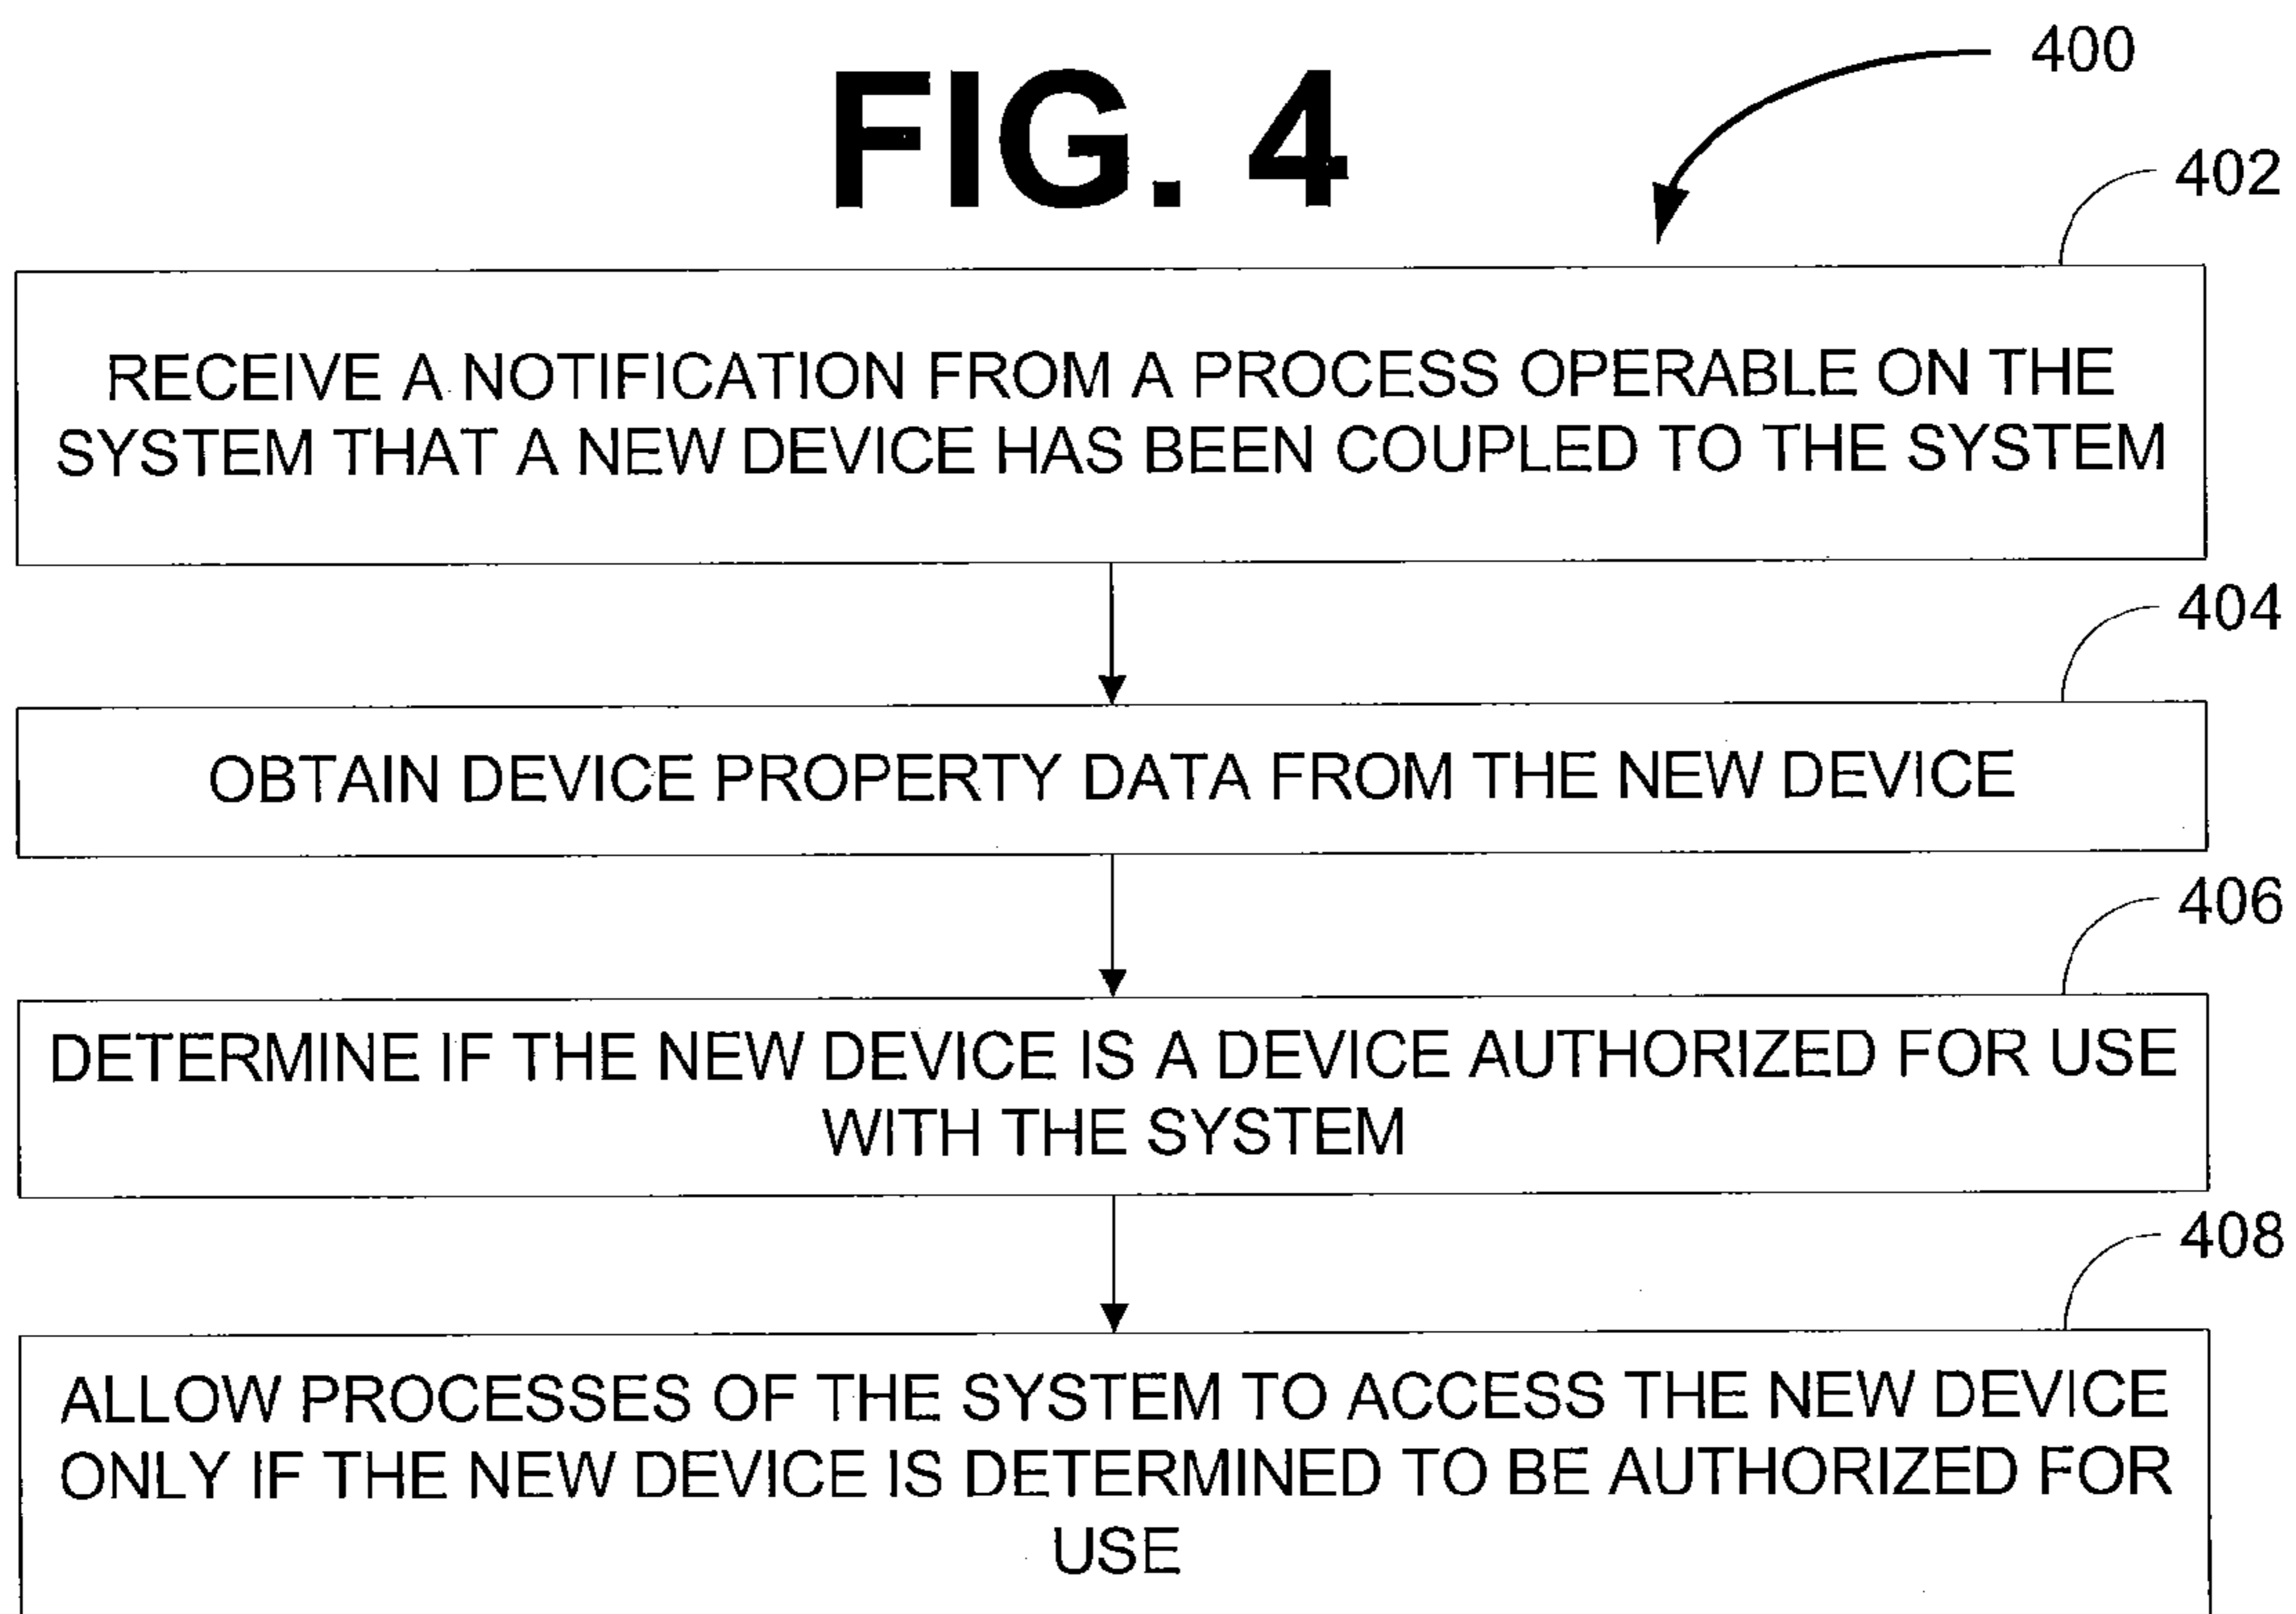 FIG. 4
400
402
RECEIVE A NOTIFICATION FROM A PROCESS OPERABLE ON THE
SYSTEM THAT A NEW DEVICE HAS BEEN COUPLED TO THE SYSTEM
404
OBTAIN DEVICE PROPERTY DATA FROM THE NEW DEVICE
406
DETERMINE IF THE NEW DEVICE IS A DEVICE AUTHORIZED FOR USE
WITH THE SYSTEM
408
ALLOW PROCESSES OF THE SYSTEM TO ACCESS THE NEW DEVICE
ONLY IF THE NEW DEVICE IS DETERMINED TO BE AUTHORIZED FOR
USE